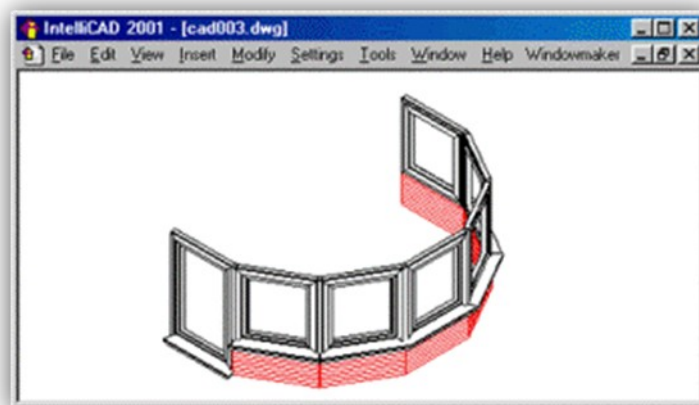 IntelliCAD 2001 - [cad003.dwg]
File Edit View Insert Modify Settings Tools Window Help Windowmaker